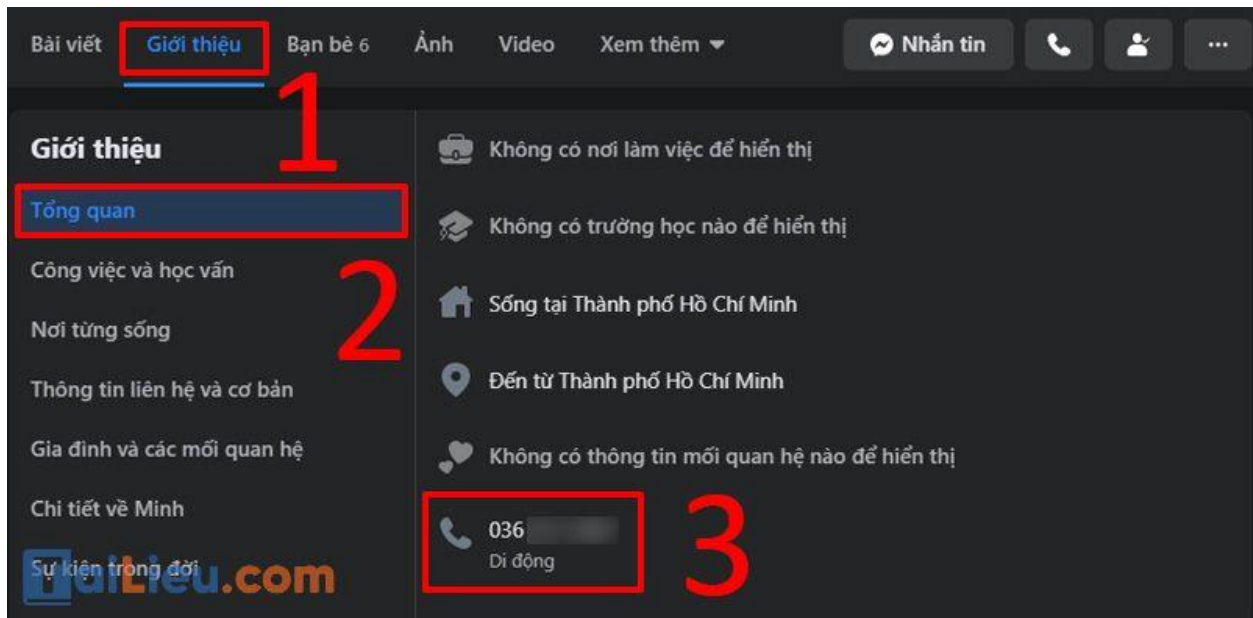 Bài viết Giới thiệu Bạn bè 6 Ảnh Video Xem thêm Nhắn tin
1
Giới thiệu
Tổng quan
2
Công việc và học vấn
Nơi từng sống
Thông tin liên hệ và cơ bản
Gia đình và các mối quan hệ
Chi tiết về Minh
Sự kiện trong đời
TaiLieu.com
Không có nơi làm việc để hiển thị
Không có trường học nào để hiển thị
Sống tại Thành phố Hồ Chí Minh
Đến từ Thành phố Hồ Chí Minh
Không có thông tin mối quan hệ nào để hiển thị
036
Di động
3